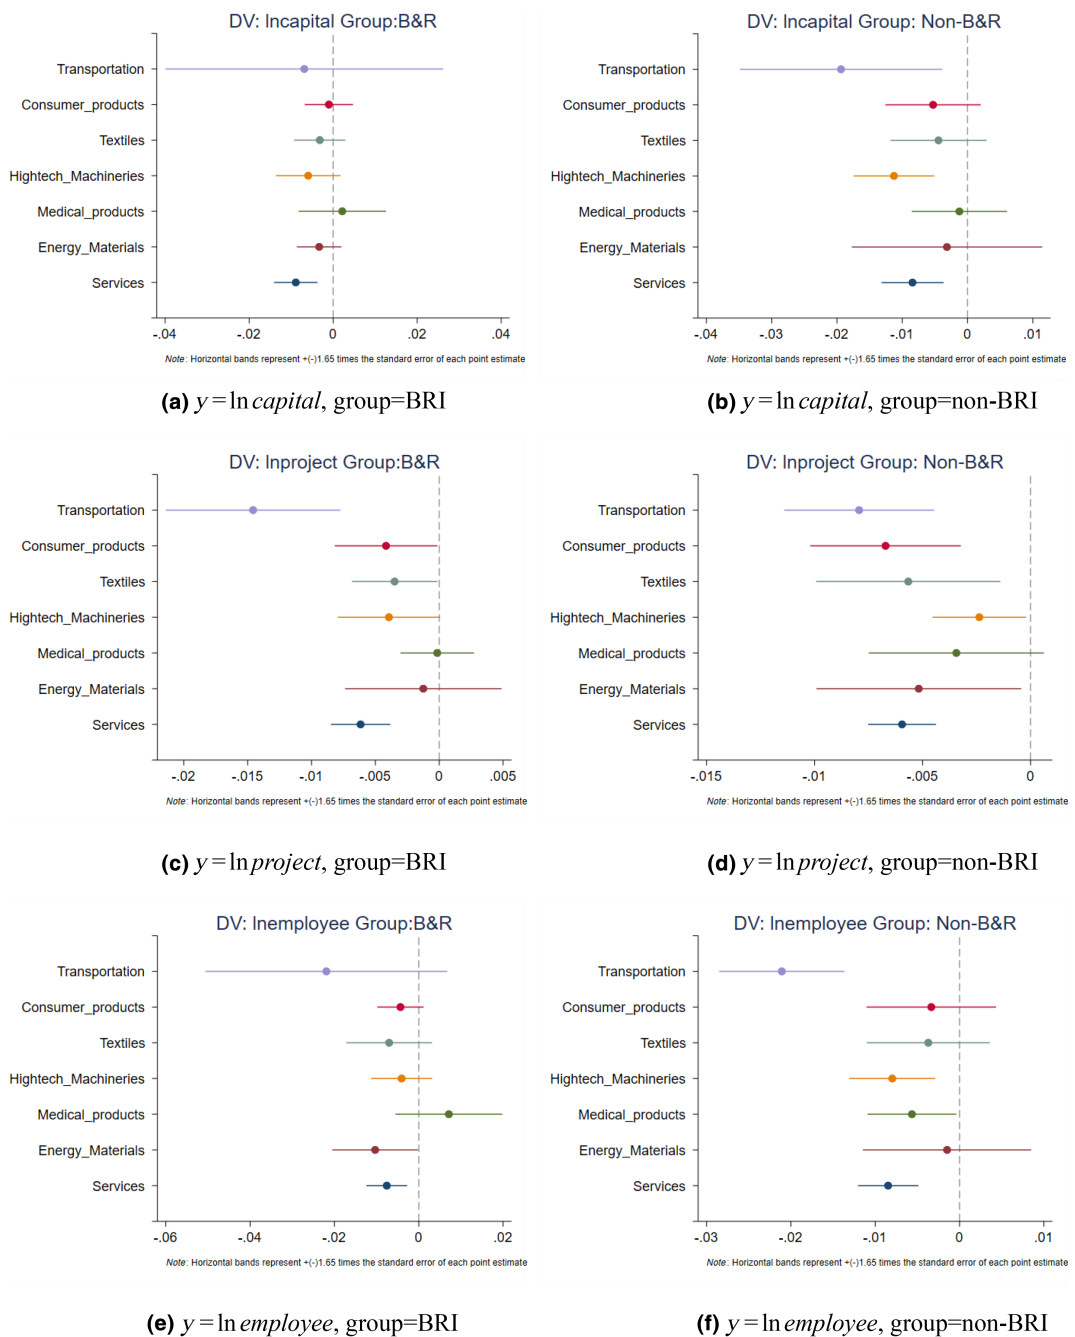 DV: lncapital Group:B&R
Transportation
Consumer_products
Textiles
Hightech_Machineries
Medical_products
Energy_Materials
Services
-.04 -.02 0 .02 .04
Note: Horizontal bands represent +(-)1.65 times the standard error of each point estimate
(a) y = ln capital, group=BRI
DV: lncapital Group: Non-B&R
Transportation
Consumer_products
Textiles
Hightech_Machineries
Medical_products
Energy_Materials
Services
-.04 -.03 -.02 -.01 0 .01
Note: Horizontal bands represent +(-)1.65 times the standard error of each point estimate
(b) y = ln capital, group=non-BRI
DV: lnproject Group:B&R
Transportation
Consumer_products
Textiles
Hightech_Machineries
Medical_products
Energy_Materials
Services
-.02 -.015 -.01 -.005 0 .005
Note: Horizontal bands represent +(-)1.65 times the standard error of each point estimate
(c) y = ln project, group=BRI
DV: lnproject Group: Non-B&R
Transportation
Consumer_products
Textiles
Hightech_Machineries
Medical_products
Energy_Materials
Services
-.015 -.01 -.005 0
Note: Horizontal bands represent +(-)1.65 times the standard error of each point estimate
(d) y = ln project, group=non-BRI
DV: lnemployee Group:B&R
Transportation
Consumer_products
Textiles
Hightech_Machineries
Medical_products
Energy_Materials
Services
-.06 -.04 -.02 0 .02
Note: Horizontal bands represent +(-)1.65 times the standard error of each point estimate
(e) y = ln employee, group=BRI
DV: lnemployee Group: Non-B&R
Transportation
Consumer_products
Textiles
Hightech_Machineries
Medical_products
Energy_Materials
Services
-.03 -.02 -.01 0 .01
Note: Horizontal bands represent +(-)1.65 times the standard error of each point estimate
(f) y = ln employee, group=non-BRI